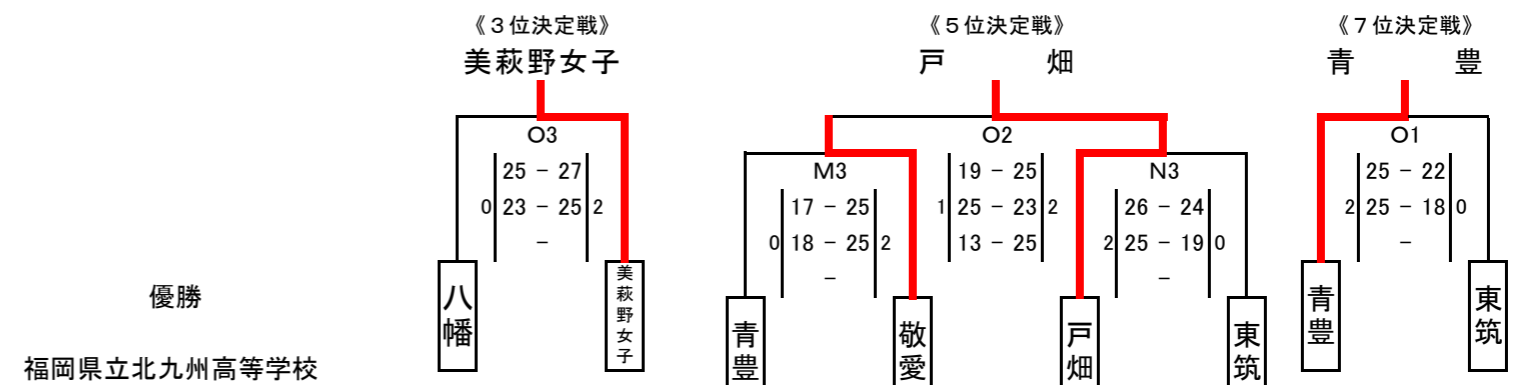 《３位決定戦》
美萩野女子
O3
25 － 27
0 23 － 25 2
－
八幡
美萩野女子
《５位決定戦》
戸　畑
O2
19 － 25
1 25 － 23 2
13 － 25
M3
17 － 25
0 18 － 25 2
－
N3
26 － 24
2 25 － 19 0
－
青豊
敬愛
戸畑
東筑
《７位決定戦》
青　豊
O1
25 － 22
2 25 － 18 0
－
青豊
東筑
優勝
福岡県立北九州高等学校